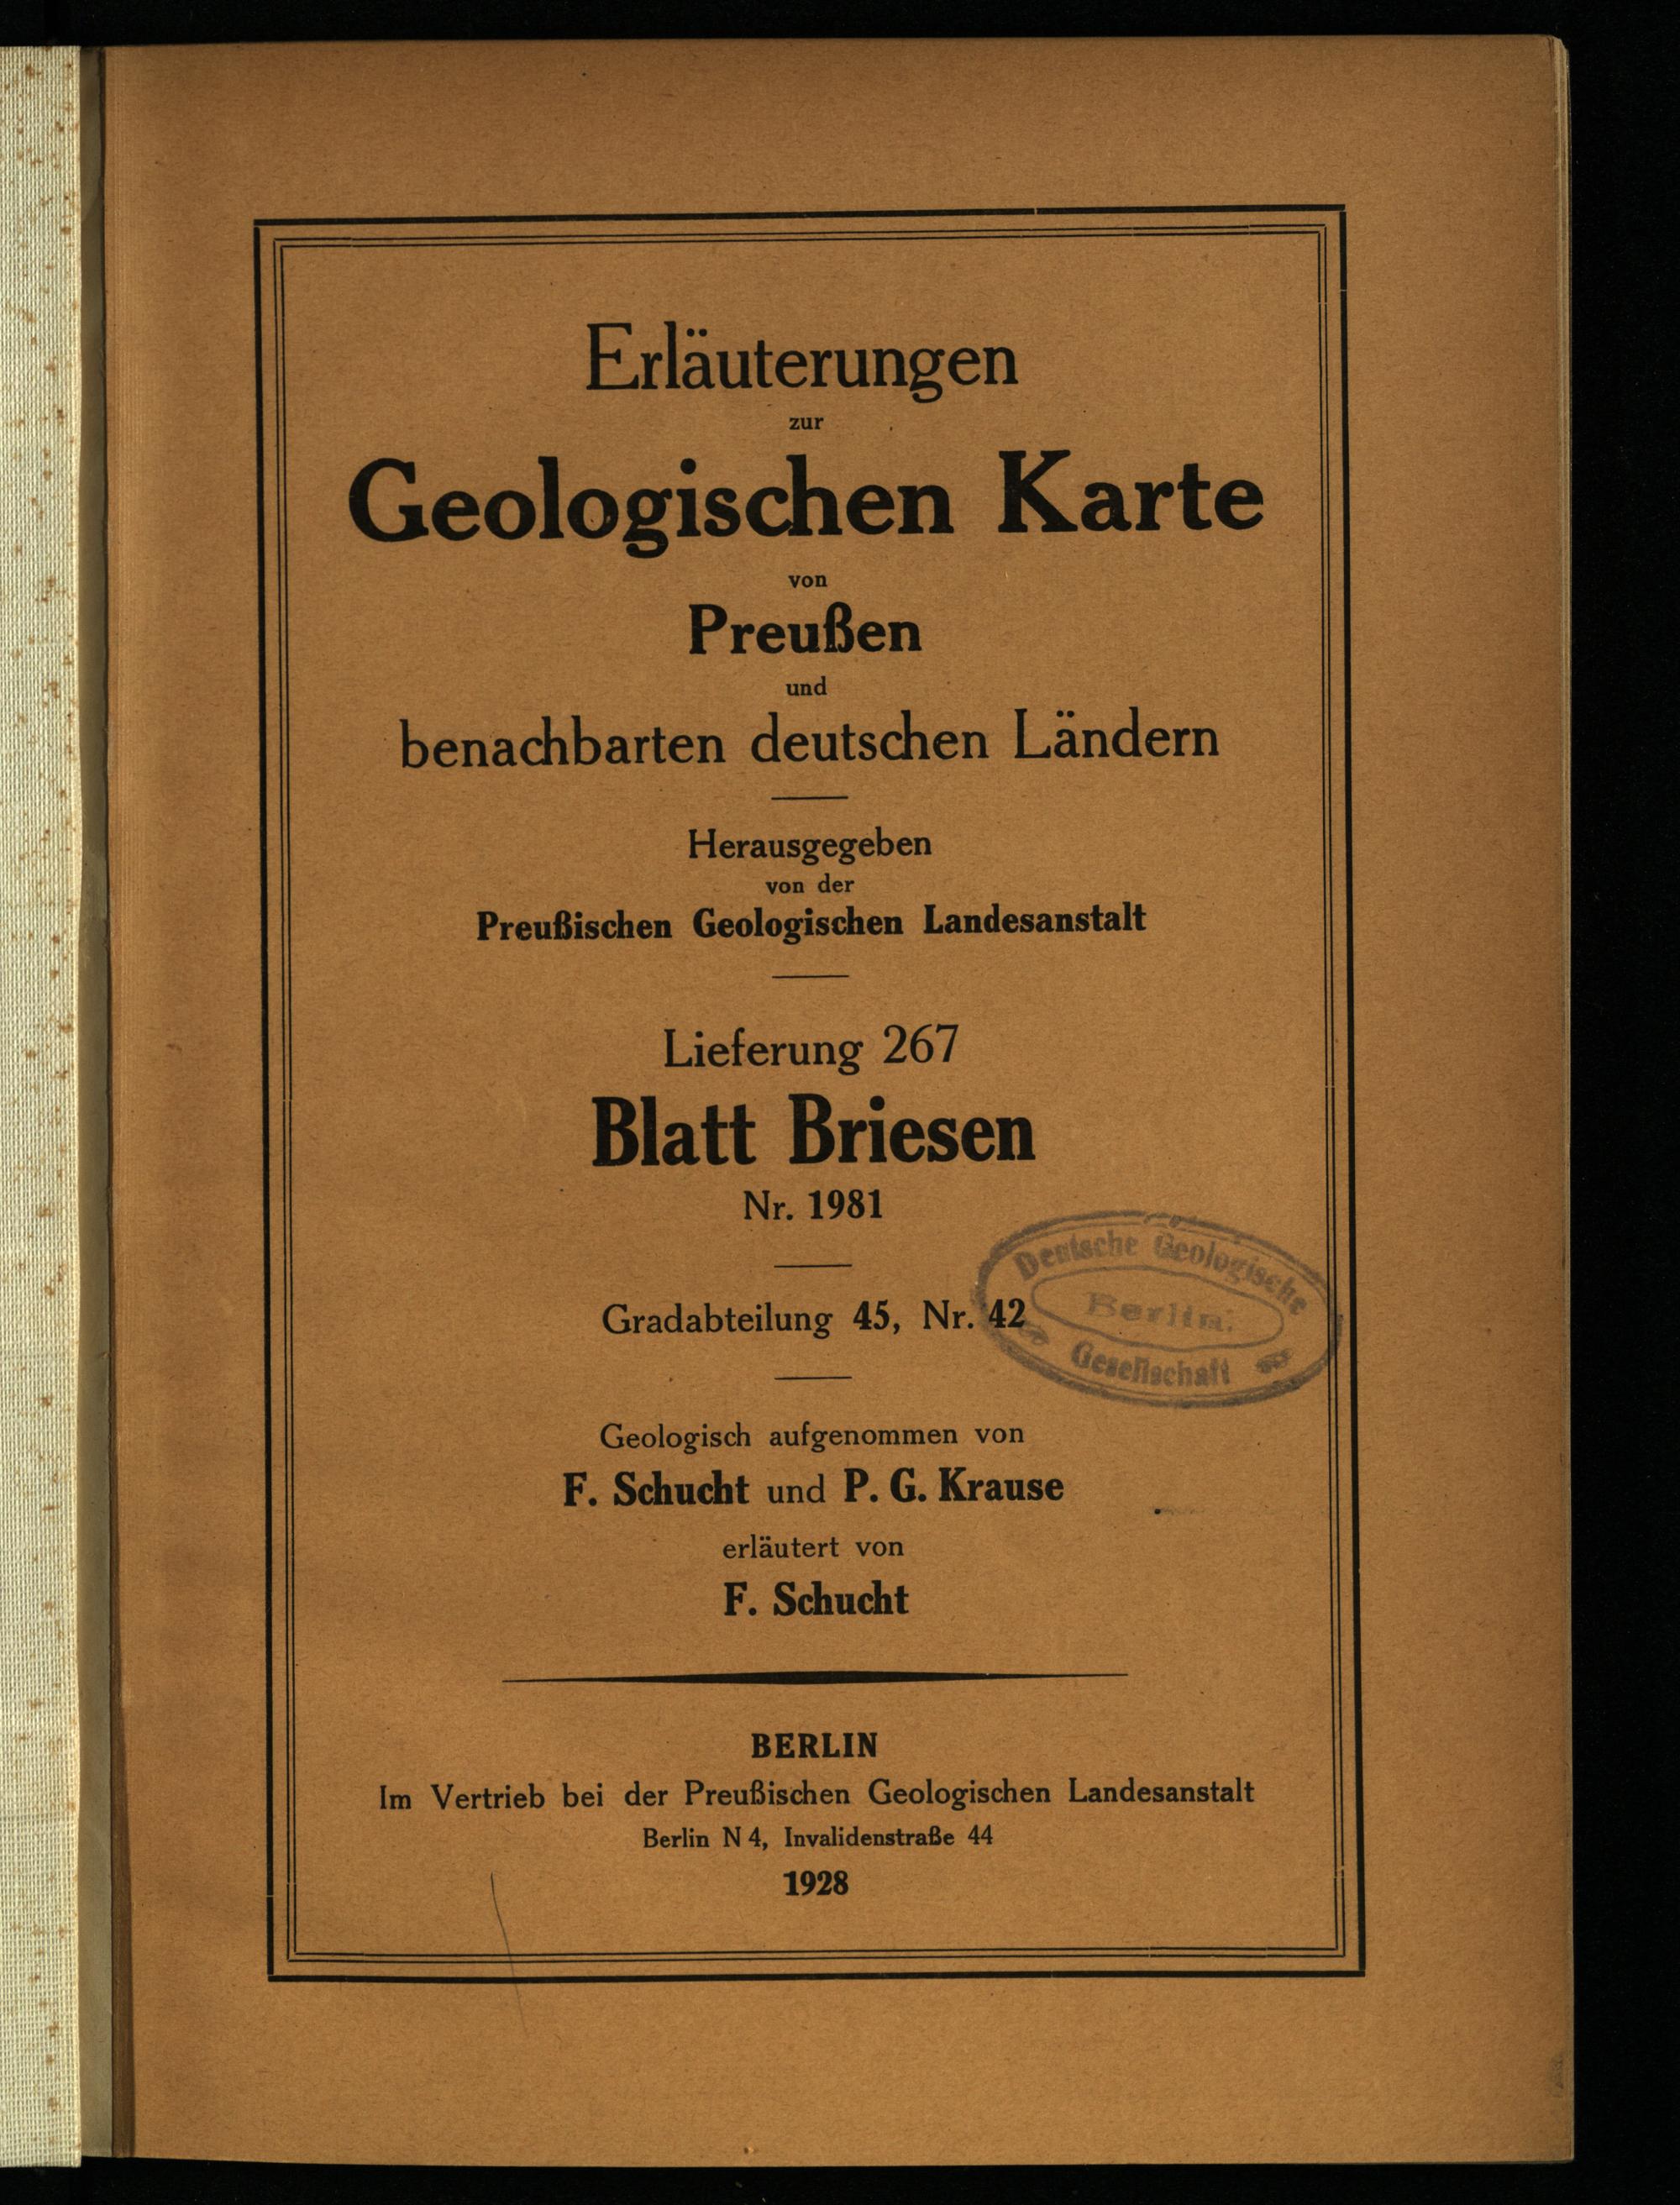 Erläuterungen
zur
Geologischen Karte
von
Preußen
und
benachbarten deutschen Ländern
Herausgegeben
von der
Preußischen Geologischen Landesanstalt
Lieferung 267
Blatt Briesen
Nr. 1981
Deutsche Geologische
Berlin.
Gesellschaft
Gradabteilung 45, Nr. 42
Geologisch aufgenommen von
F. Schucht und P. G. Krause
erläutert von
F. Schucht
BERLIN
Im Vertrieb bei der Preußischen Geologischen Landesanstalt
Berlin N 4, Invalidenstraße 44
1928